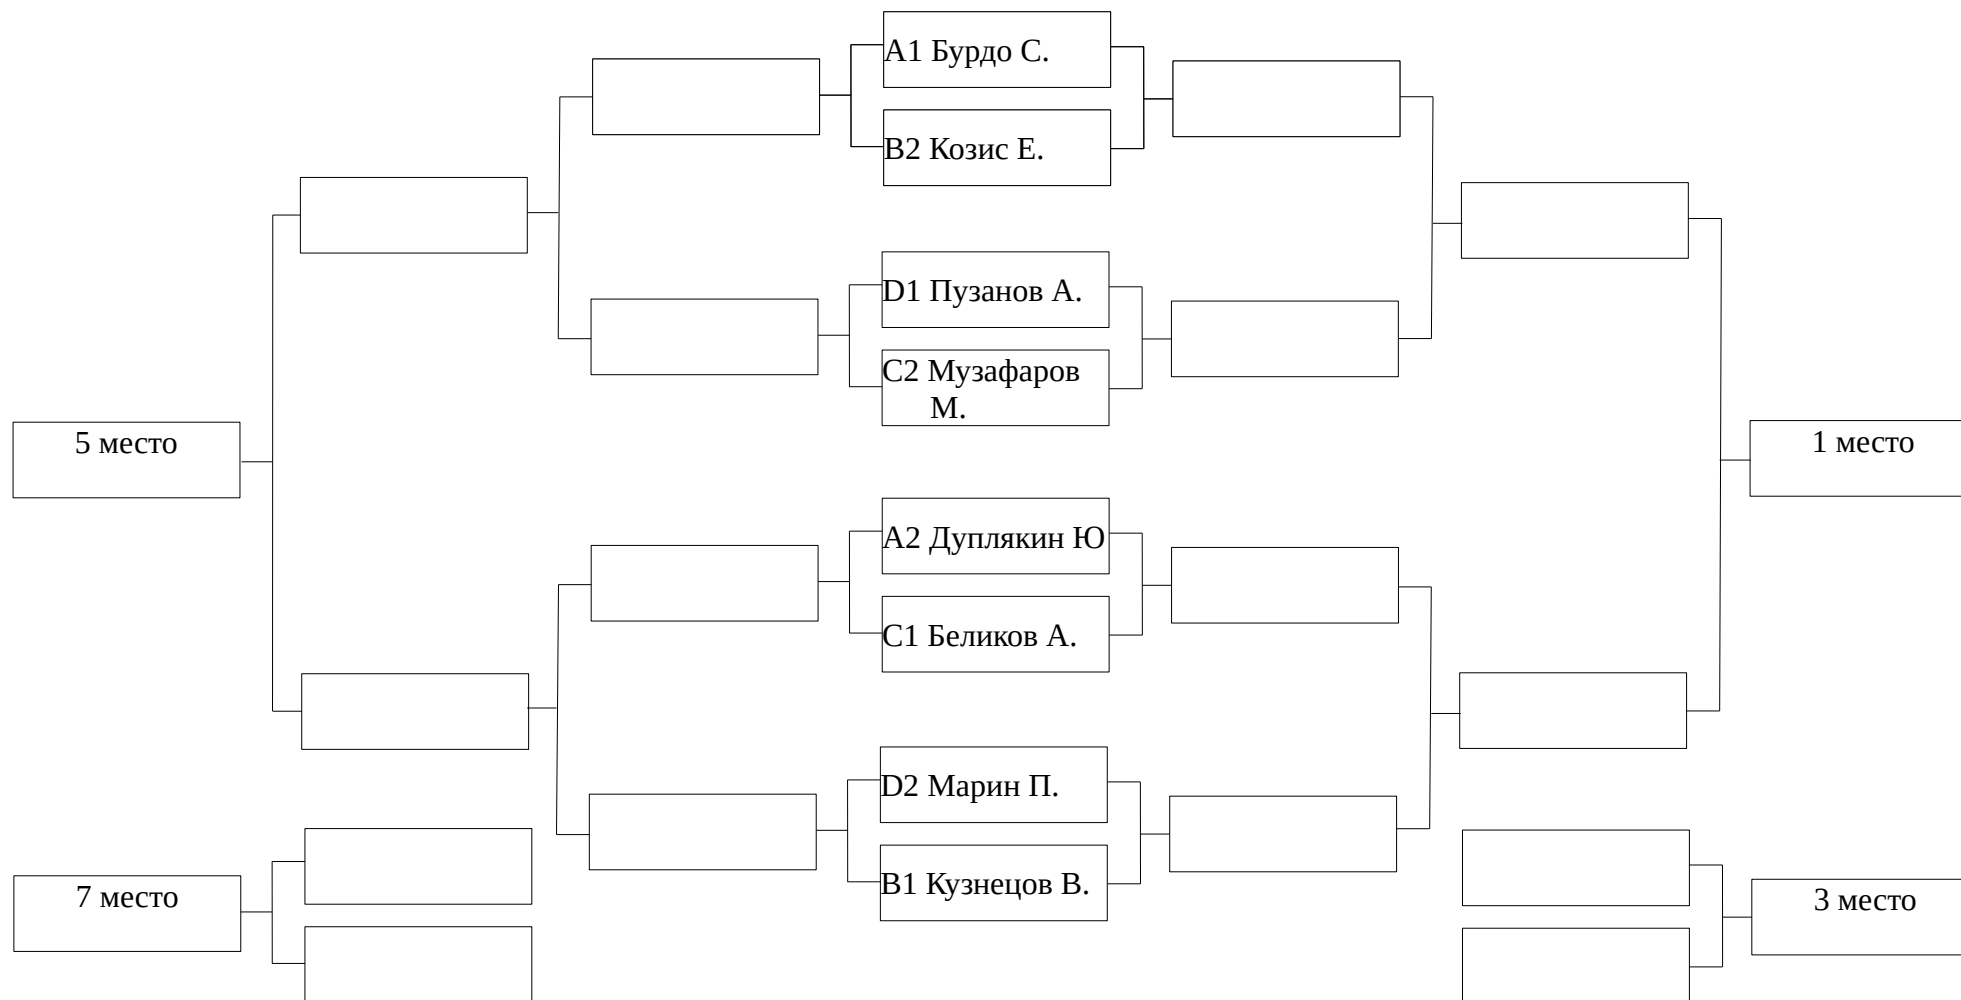 A1 Бурдо С.
B2 Козис Е.
D1 Пузанов А.
C2 Музафаров
М.
5 место
1 место
A2 Дуплякин Ю
C1 Беликов А.
D2 Марин П.
B1 Кузнецов В.
7 место
3 место